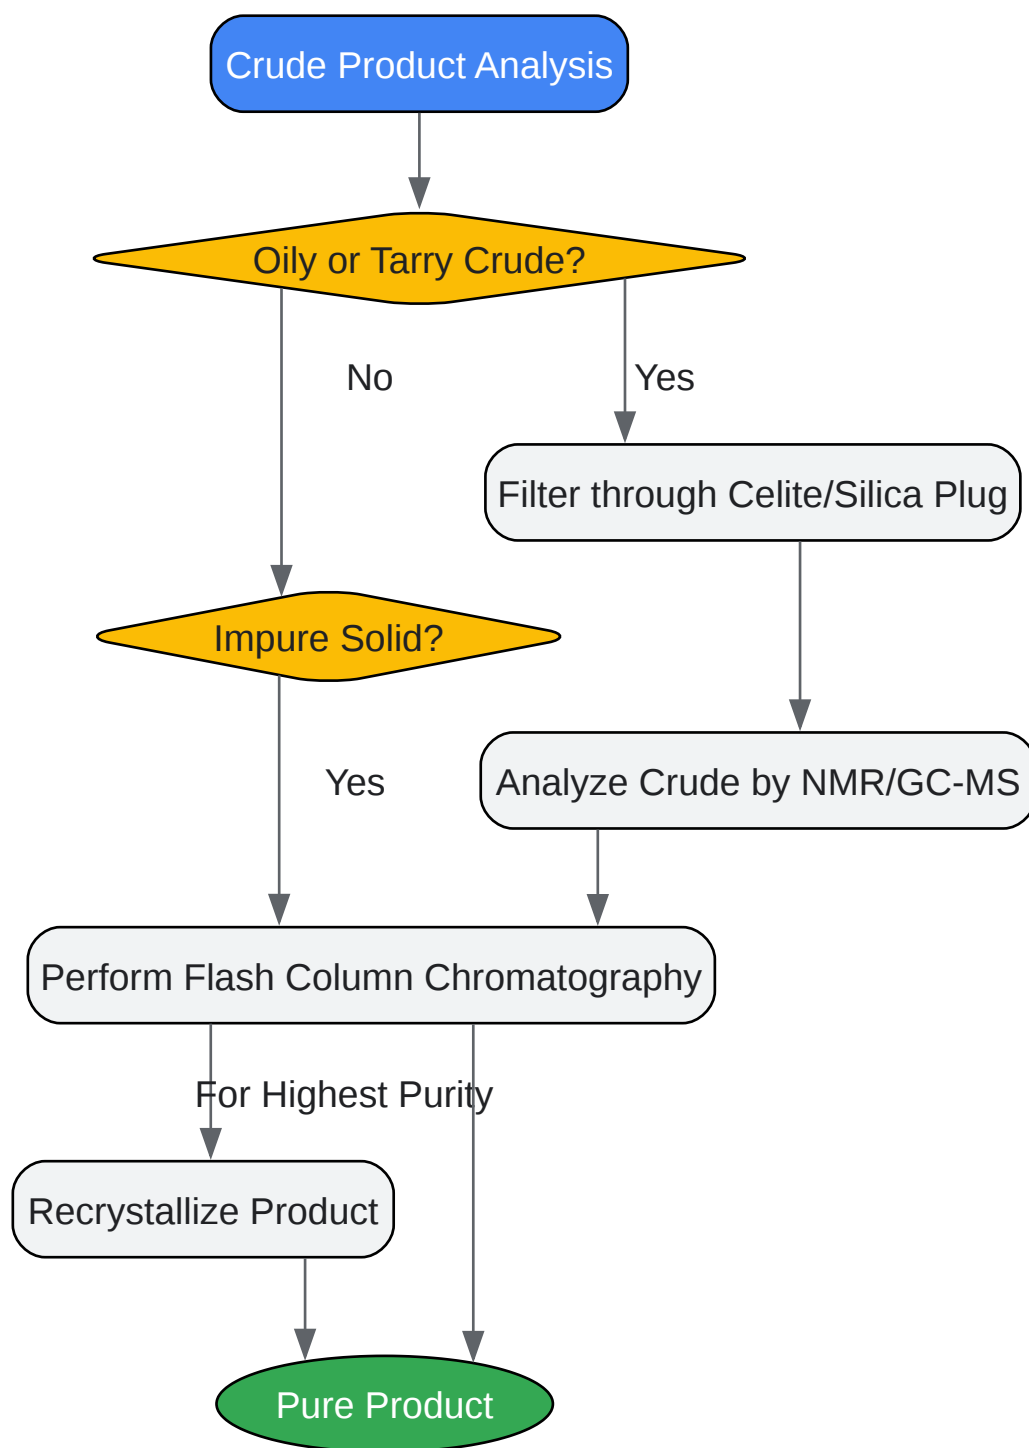 Crude Product Analysis
Oily or Tarry Crude?
No
Yes
Filter through Celite/Silica Plug
Impure Solid?
Yes
Analyze Crude by NMR/GC-MS
Perform Flash Column Chromatography
For Highest Purity
Recrystallize Product
Pure Product